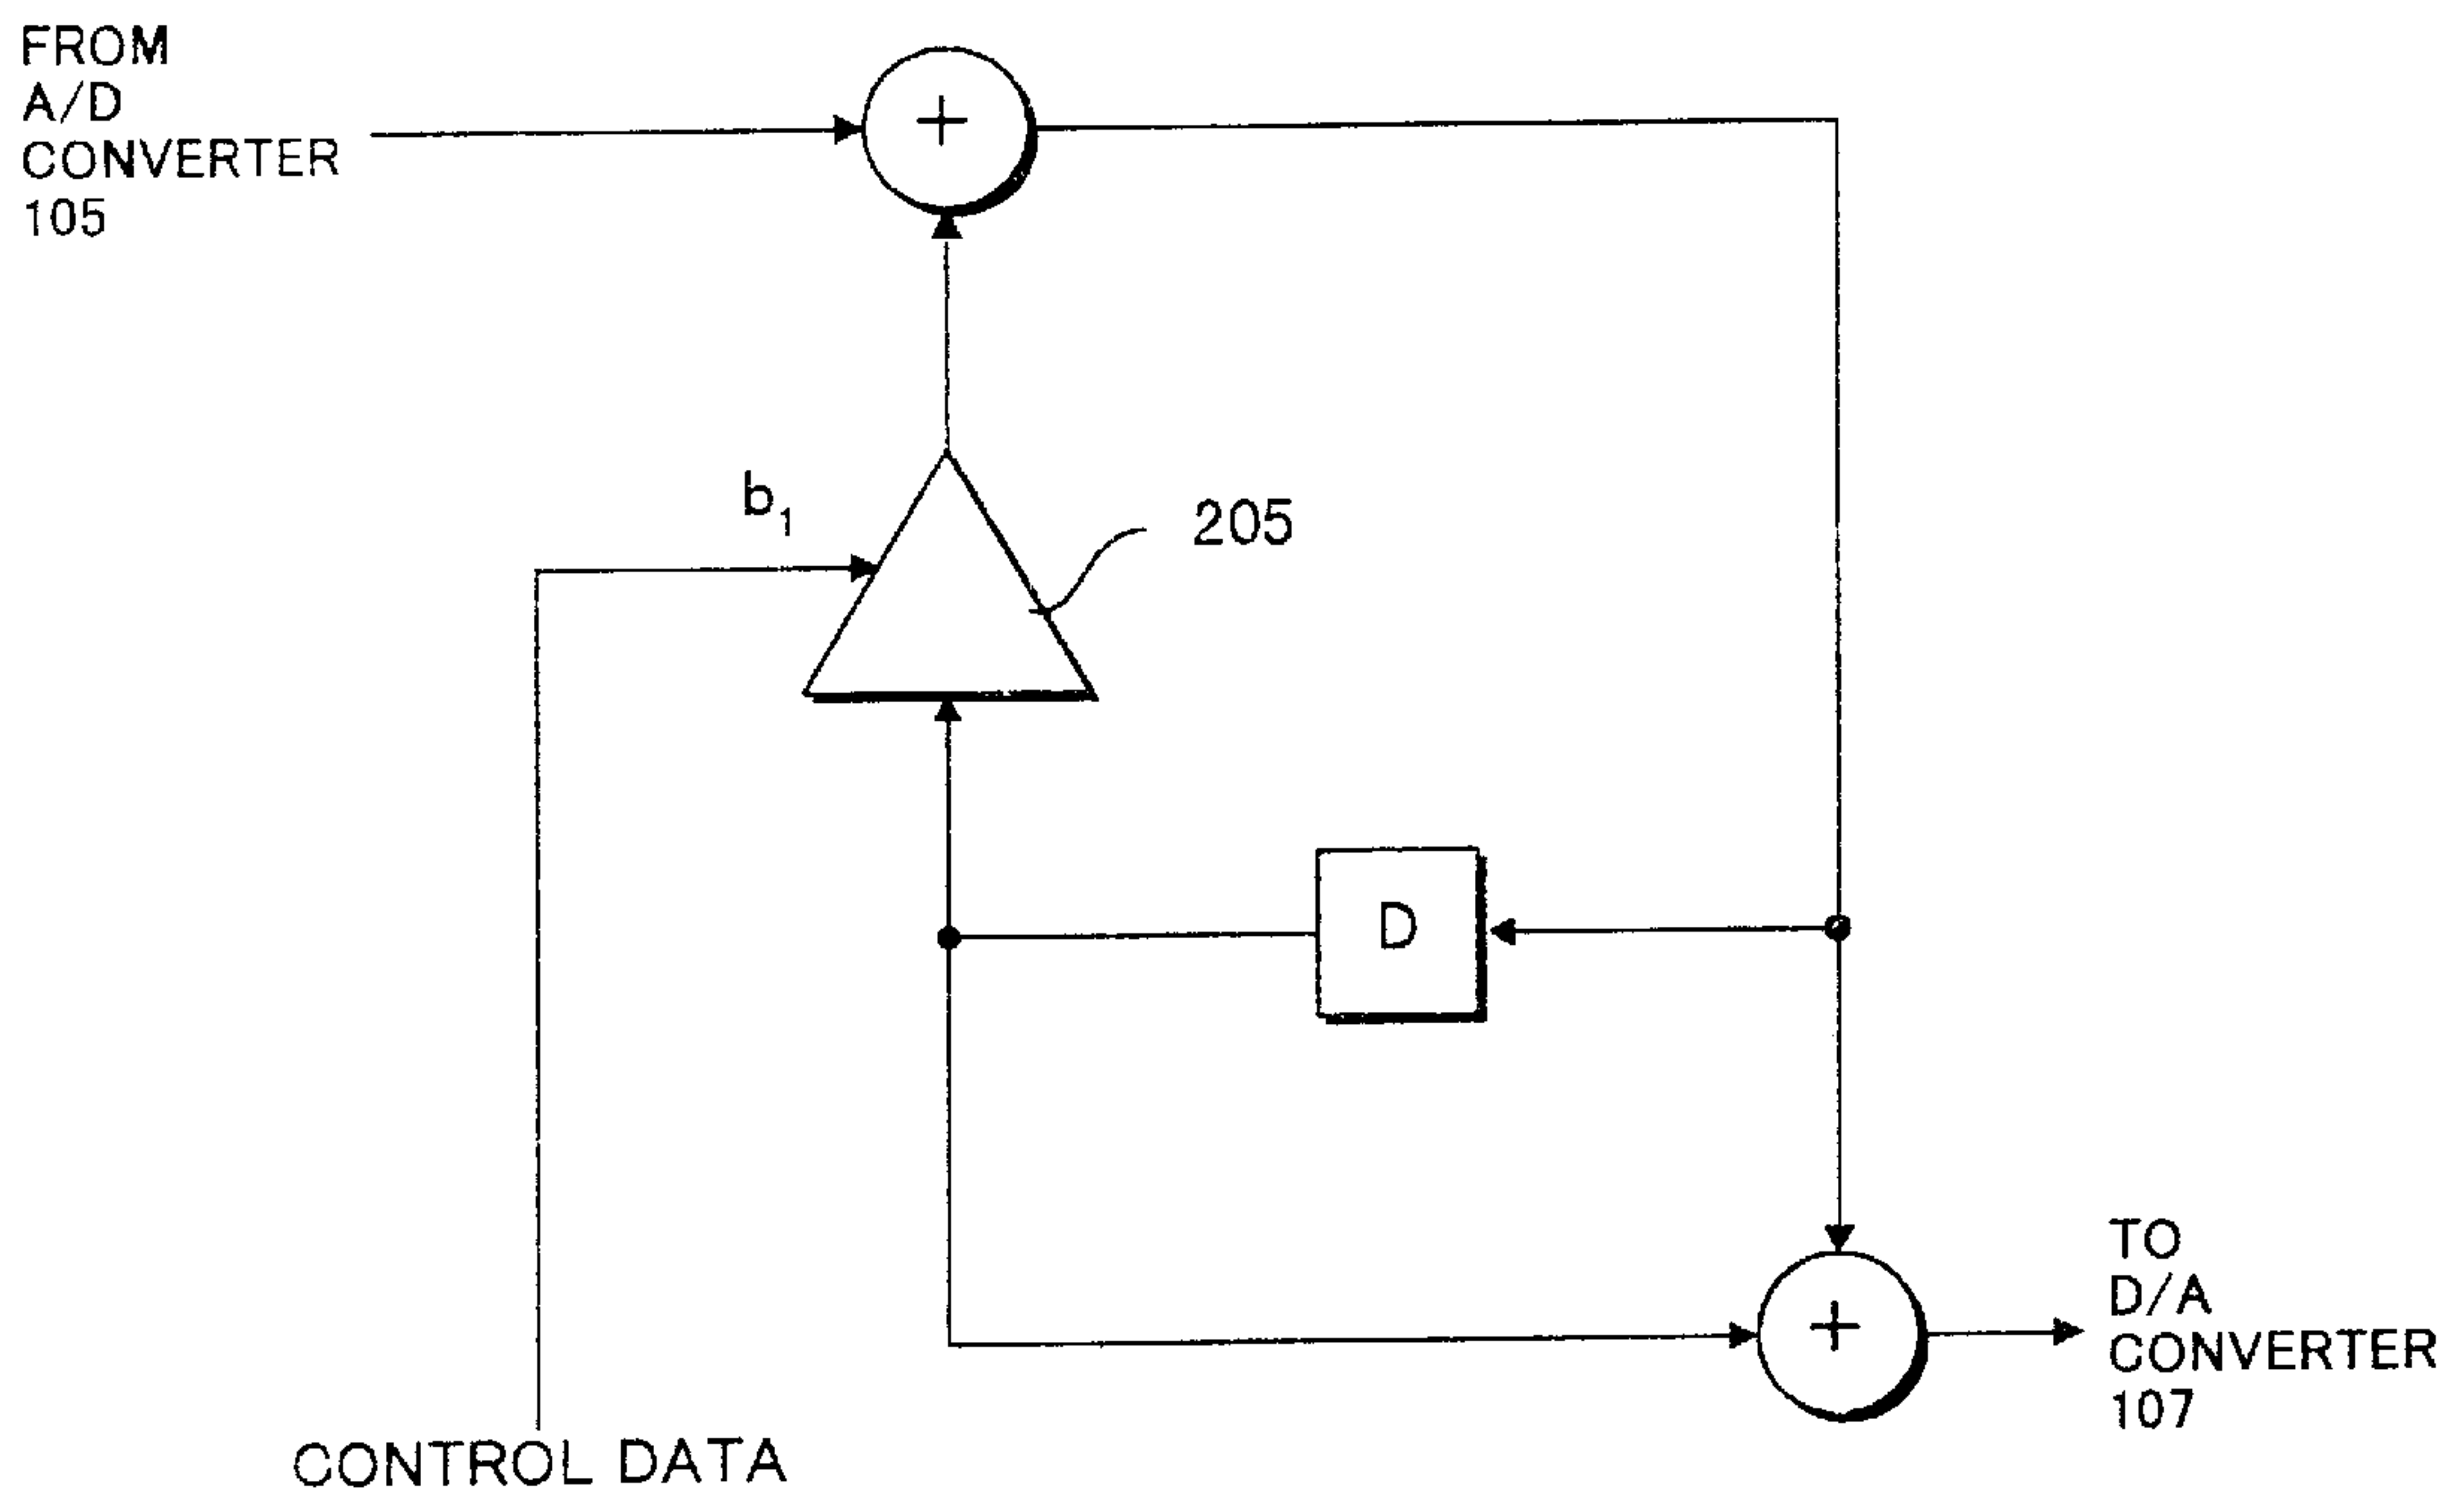 FROM
A/D
CONVERTER
105
+
b1
205
D
+
TO
D/A
CONVERTER
107
CONTROL DATA